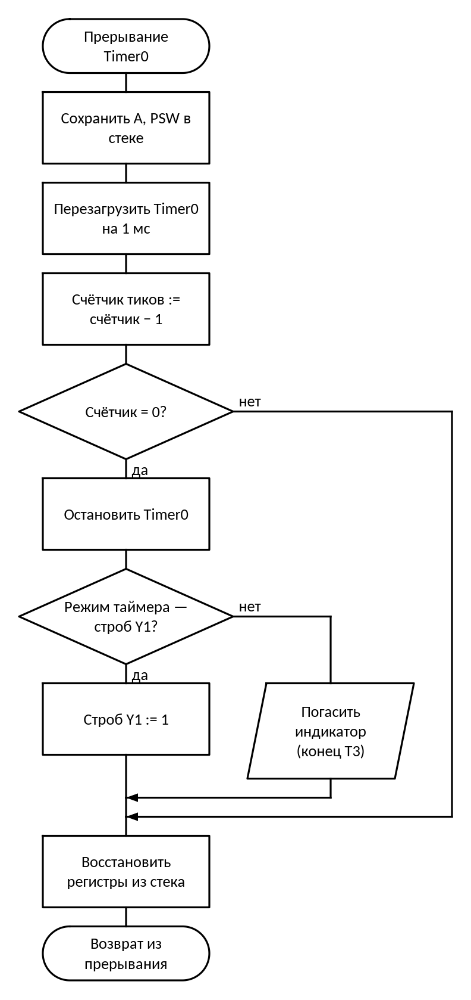 Прерывание
Timer0
Сохранить A, PSW в
стеке
Перезагрузить Timer0
на 1 мс
Счётчик тиков :=
счётчик − 1
Счётчик = 0?
нет
да
Остановить Timer0
Режим таймера —
строб Y1?
нет
да
Строб Y1 := 1
Погасить
индикатор
(конец T3)
Восстановить
регистры из стека
Возврат из
прерывания